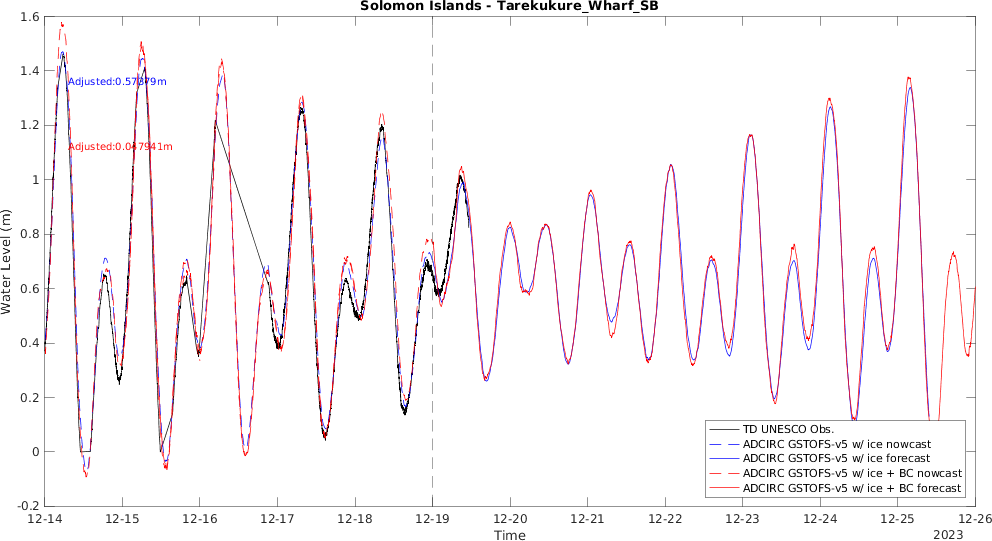 Solomon Islands - Tarekukure_Wharf_SB
1.6
1.4
1.2
1
0.8
0.6
0.4
0.2
0
-0.2
Water Level (m)
Adjusted:0.57379m
Adjusted:0.047941m
12-14
12-15
12-16
12-17
12-18
12-19
12-20
12-21
12-22
12-23
12-24
12-25
12-26
Time
2023
TD UNESCO Obs.
ADCIRC GSTOFS-v5 w/ ice nowcast
ADCIRC GSTOFS-v5 w/ ice forecast
ADCIRC GSTOFS-v5 w/ ice + BC nowcast
ADCIRC GSTOFS-v5 w/ ice + BC forecast